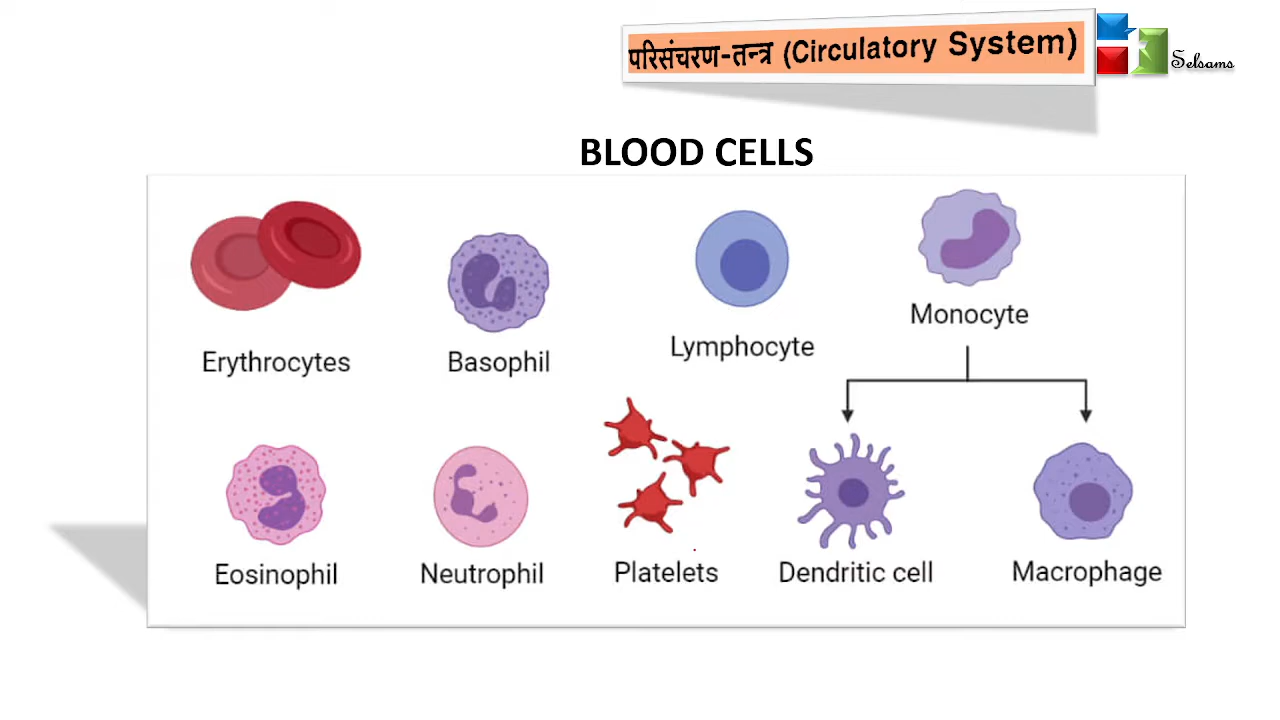 परिसंचरण-तन्त्र (Circulatory System)
Selsams
BLOOD CELLS
Erythrocytes
Basophil
Lymphocyte
Monocyte
Eosinophil
Neutrophil
Platelets
Dendritic cell
Macrophage